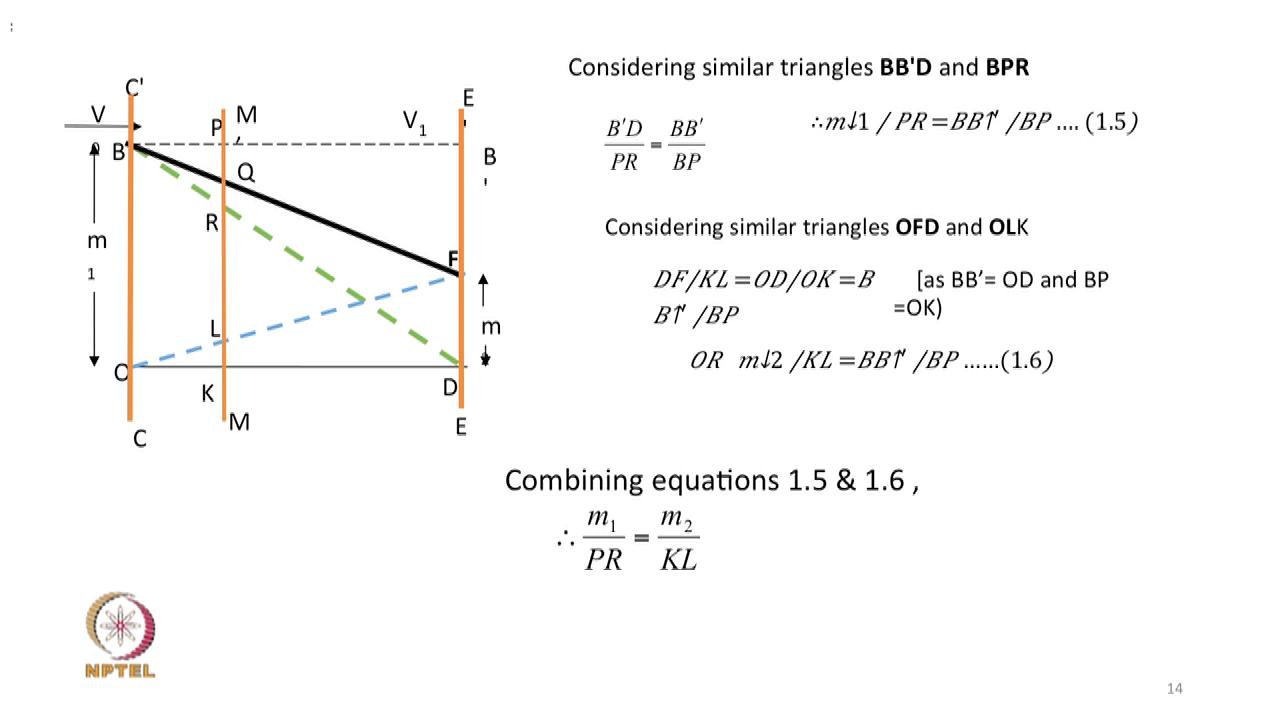 Considering similar triangles BB'D and BPR
B'D/PR = BB'/BP
∴m↓1 / PR =BB↑′ /BP .... (1.5)
Considering similar triangles OFD and OLK
DF/KL =OD/OK =B
B↑′ /BP
[as BB′= OD and BP
=OK)
OR m↓2 /KL =BB↑′ /BP ......(1.6)
C'
V
P
M
'
V1
E
'
B'
B
'
Q
R
m
1
F
L
m
O
K
D
M
C
E
Combining equations 1.5 & 1.6 ,
∴ m1/PR = m2/KL
NPTEL
14